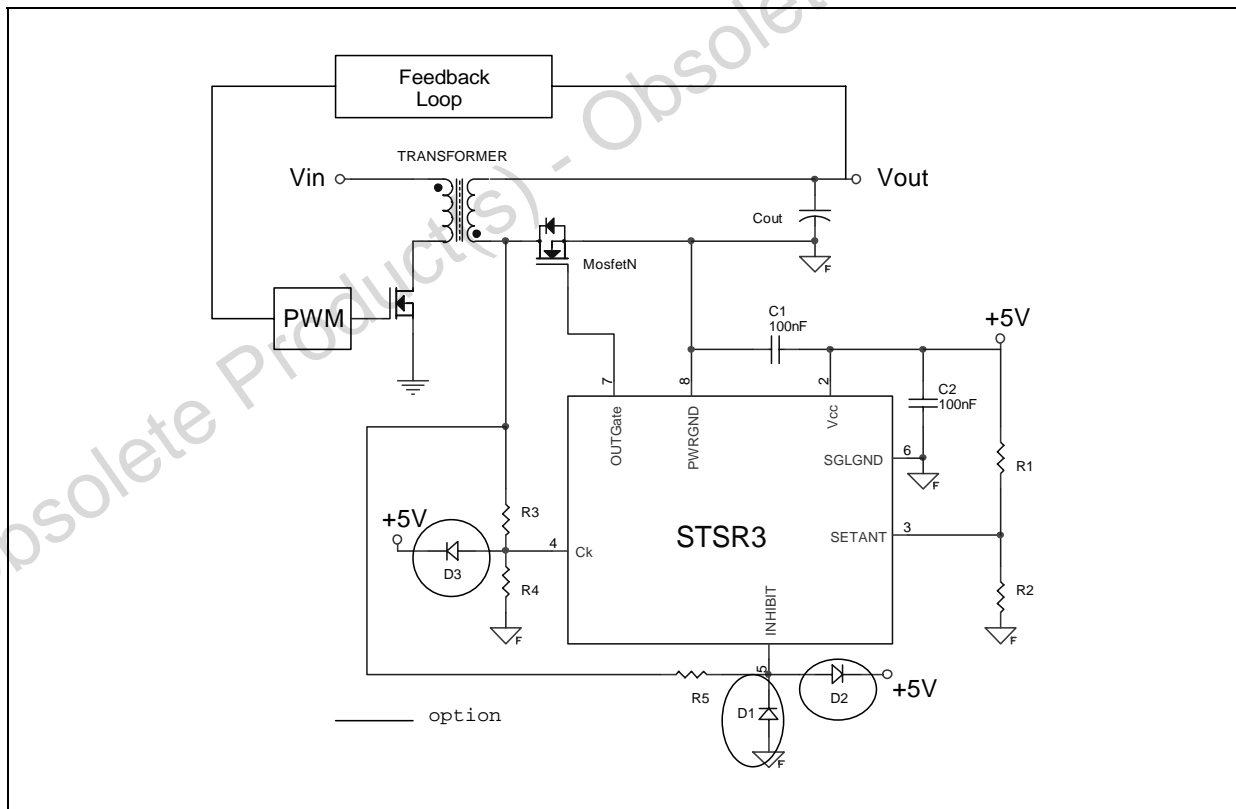 Obsolete Product(s) - Obsolete
Feedback
Loop
TRANSFORMER
Vin
Vout
Cout
F
MosfetN
PWM
C1
100nF
+5V
7
8
2
C2
100nF
OUTGate
PWRGND
Vcc
SGLGND
6
F
R1
R3
+5V
STSR3
SETANT
3
4
Ck
D3
R4
R2
F
INHIBIT
F
5
R5
D2
+5V
D1
option
F